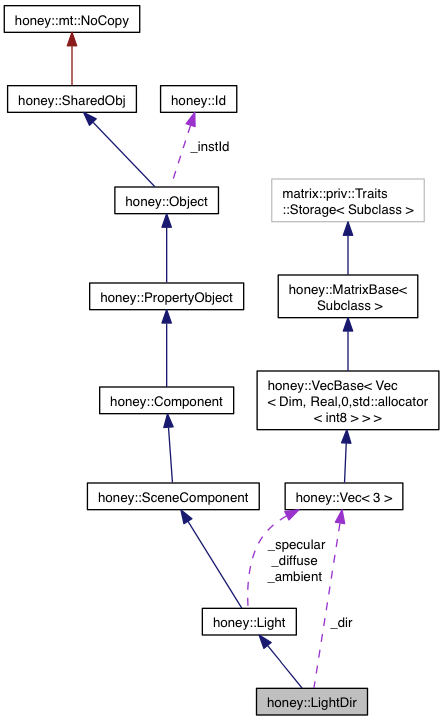 honey::mt::NoCopy
honey::SharedObj
honey::Id
_instId
honey::Object
matrix::priv::Traits
::Storage< Subclass >
honey::PropertyObject
honey::MatrixBase<
Subclass >
honey::Component
honey::VecBase< Vec
< Dim, Real,0,std::allocator
< int8 > > >
honey::SceneComponent
honey::Vec< 3 >
_specular
_diffuse
_ambient
honey::Light
_dir
honey::LightDir